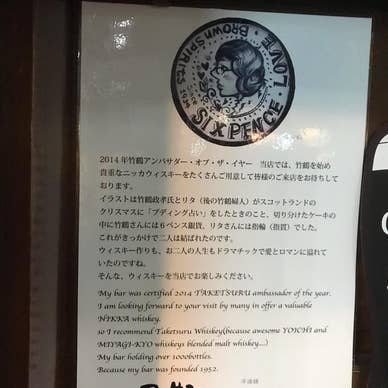 LOVE, BROWN SPIRITS
SIXPENCE
2014年竹鶴アンバサダー・オブ・ザ・イヤー 当店では、竹鶴を始め
貴重なニッカウィスキーをたくさんご用意して皆様のご来店をお待ちして
おります。
イラストは竹鶴政孝氏とリタ（後の竹鶴婦人）がスコットランドの
クリスマスに「プディング占い」をしたときのこと、切り分けたケーキの
中に竹鶴さんには6ペンス銀貨、リタさんには指輪（指貫）でした。
これがきっかけで二人は結ばれたのです。
ウィスキー作りも、お二人の人生もドラマチックで愛とロマンに溢れて
いたのですね。
そんな、ウィスキーを当店でお楽しみください。
My bar was certified 2014 TAKETSURU ambassador of the year.
I am looking forward to your visit by many in offer a valuable
NIKKA whiskey.
so I recommend Taketsuru Whiskey(because awesome YOICHI and
MIYAGI-KYO whiskeys blended malt whiskey...)
My bar holding over 1000bottles.
Because my bar was founded 1952.